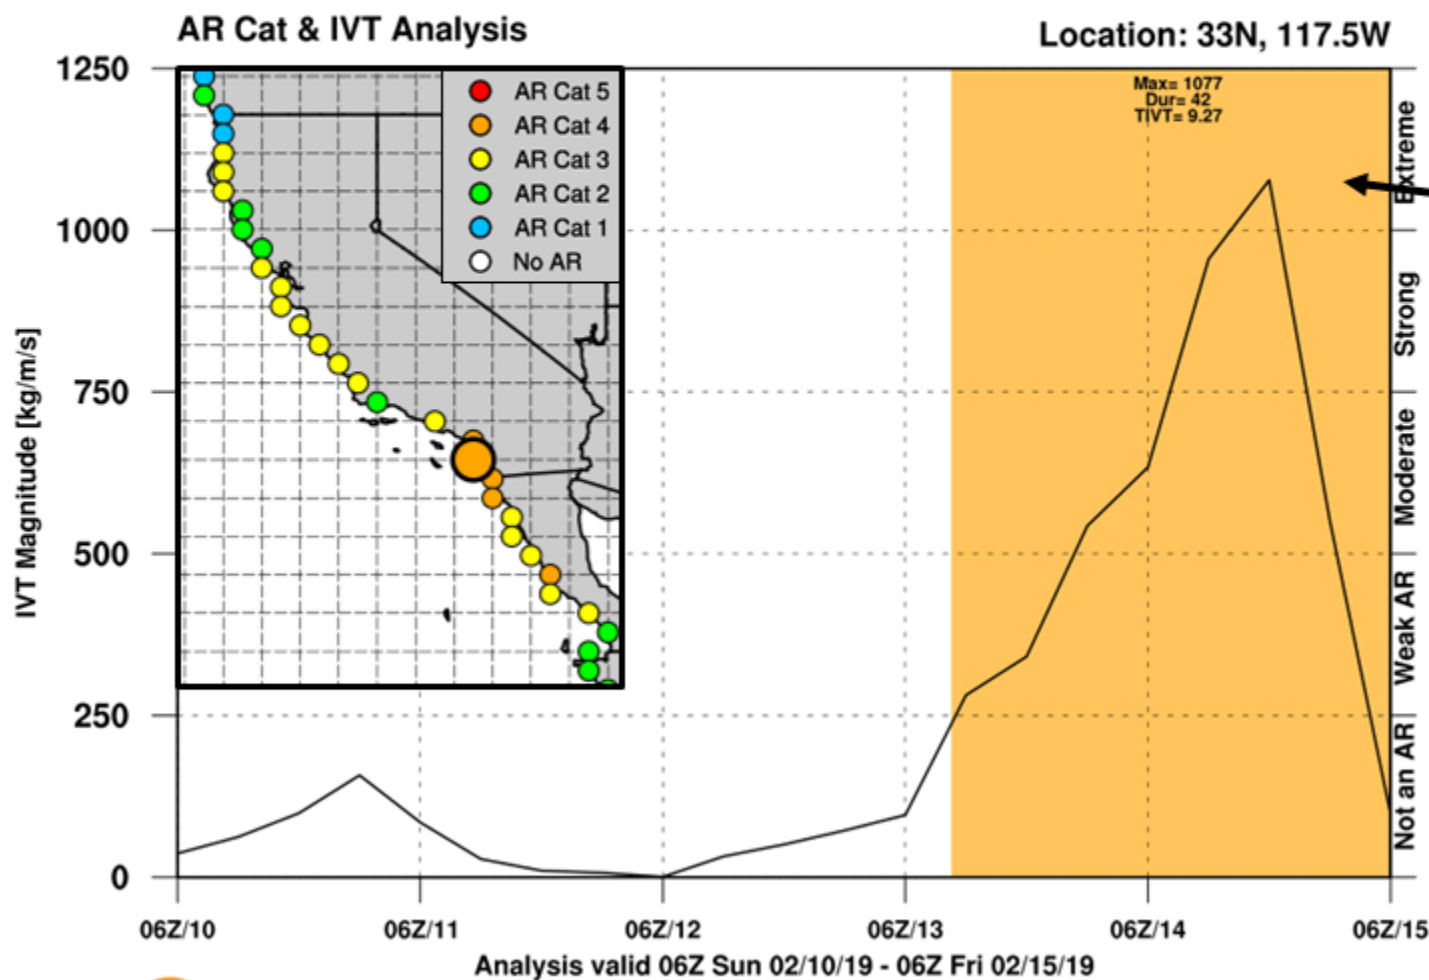 AR Cat & IVT Analysis
Location: 33N, 117.5W
1250
1000
750
500
250
0
IVT Magnitude [kg/m/s]
AR Cat 5
AR Cat 4
AR Cat 3
AR Cat 2
AR Cat 1
No AR
Max= 1077
Dur= 42
TIVT= 9.27
Extreme
Strong
Moderate
Weak AR
Not an AR
06Z/10
06Z/11
06Z/12
06Z/13
06Z/14
06Z/15
Analysis valid 06Z Sun 02/10/19 - 06Z Fri 02/15/19